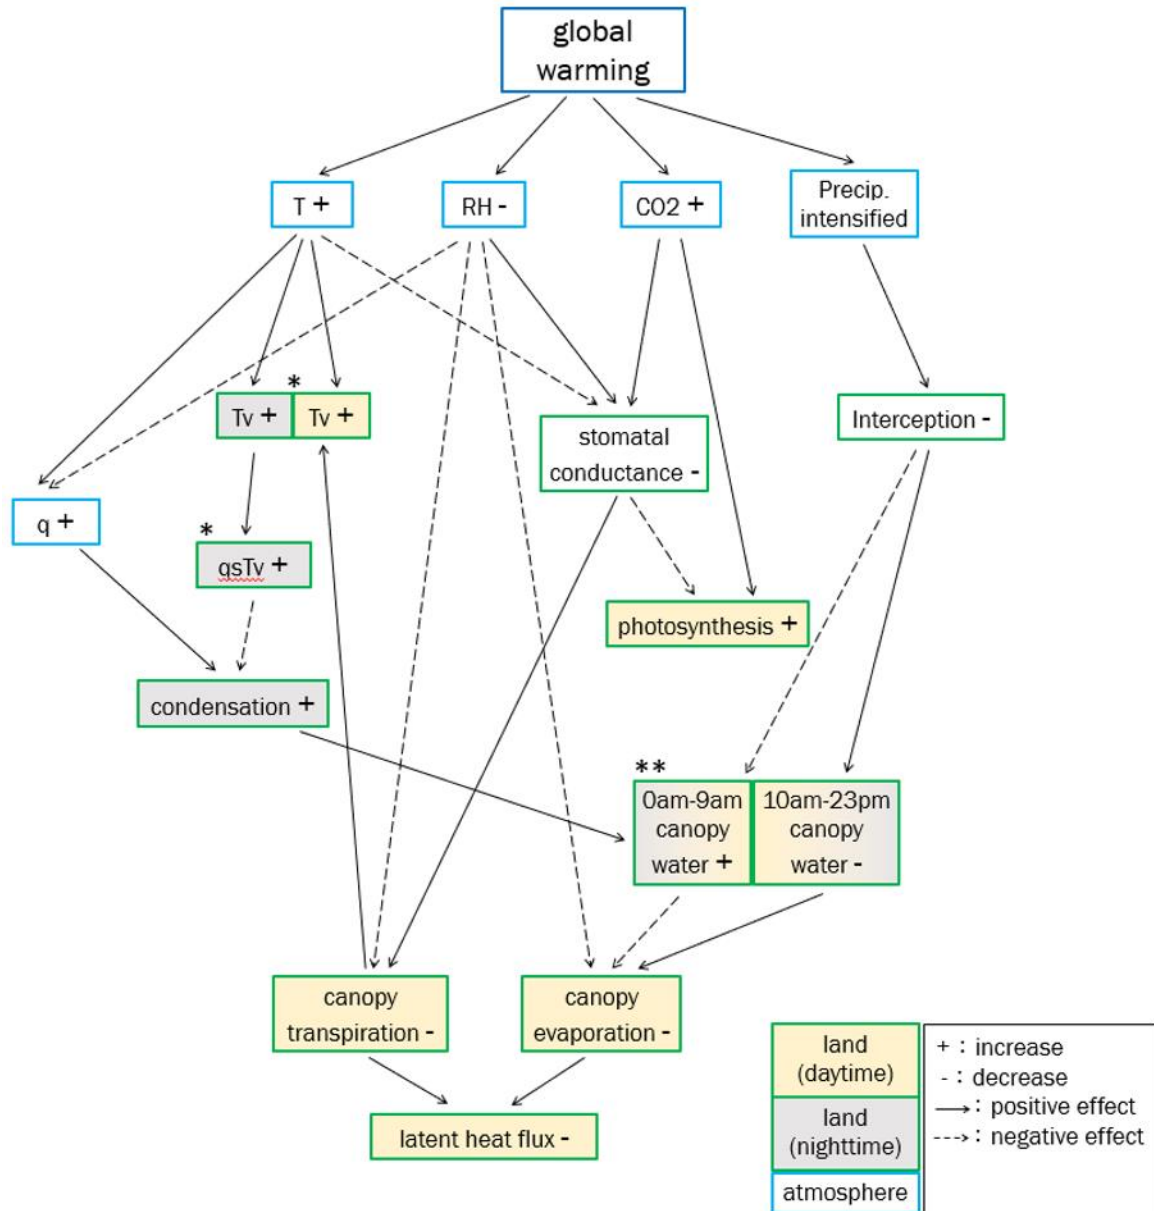 global
warming
T +
RH -
CO2 +
Precip.
intensified
*
Tv +
Tv +
stomatal
conductance -
Interception -
q +
*
qsTv +
photosynthesis +
condensation +
**
0am-9am
canopy
water +
10am-23pm
canopy
water -
canopy
transpiration -
canopy
evaporation -
latent heat flux -
land
(daytime)
land
(nighttime)
atmosphere
+ : increase
- : decrease
: positive effect
: negative effect